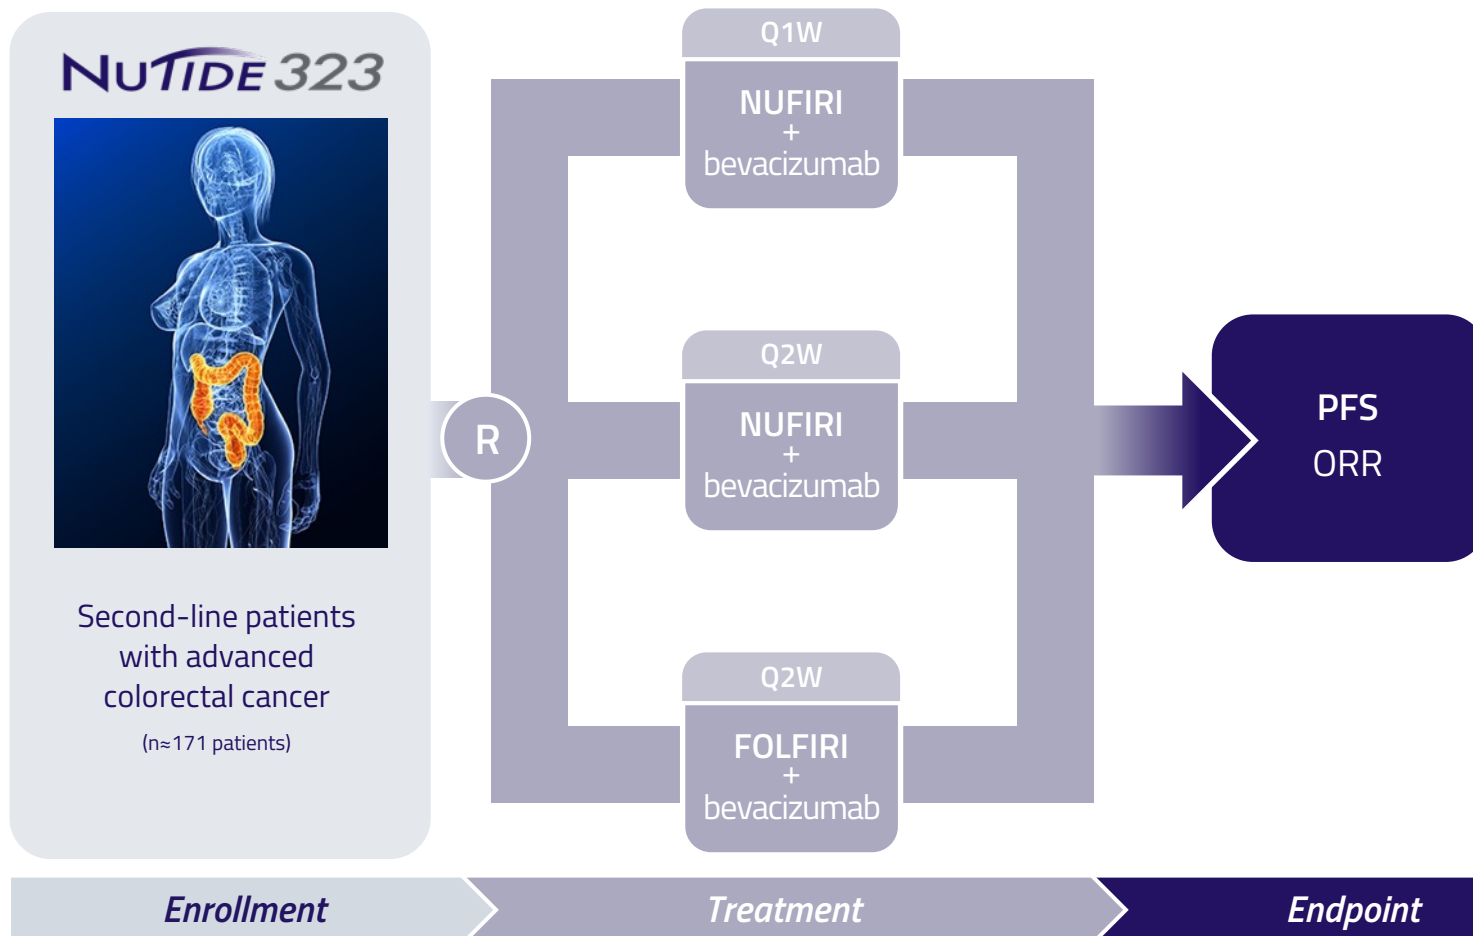 NUTIDE 323
Second-line patients
with advanced
colorectal cancer
(n≈171 patients)
R
Q1W
NUFIRI
+
bevacizumab
Q2W
NUFIRI
+
bevacizumab
Q2W
FOLFIRI
+
bevacizumab
PFS
ORR
Enrollment
Treatment
Endpoint